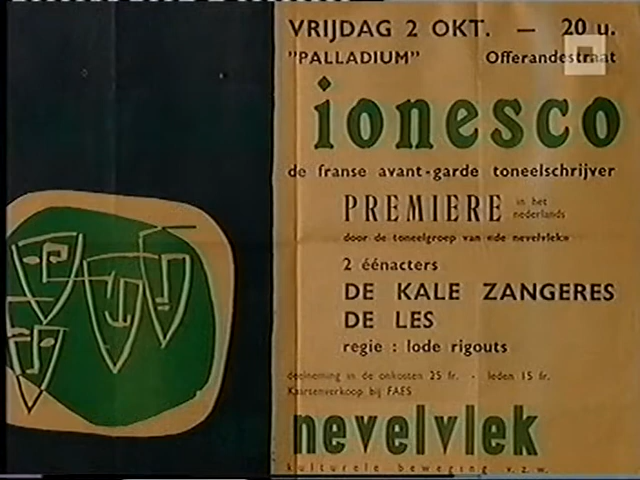 VRIJDAG 2 OKT. — 20 u.
"PALLADIUM" Offerandestraat
ionesco
de franse avant-garde toneelschrijver
PREMIERE in het nederlands
door de toneelgroep van «de nevelvlek»
2 éénacters
DE KALE ZANGERES
DE LES
regie : lode rigouts
deelneming in de onkosten 25 fr. - leden 15 fr.
Kaartenverkoop bij FAES
nevelvlek
kulturele beweging v.z.w.